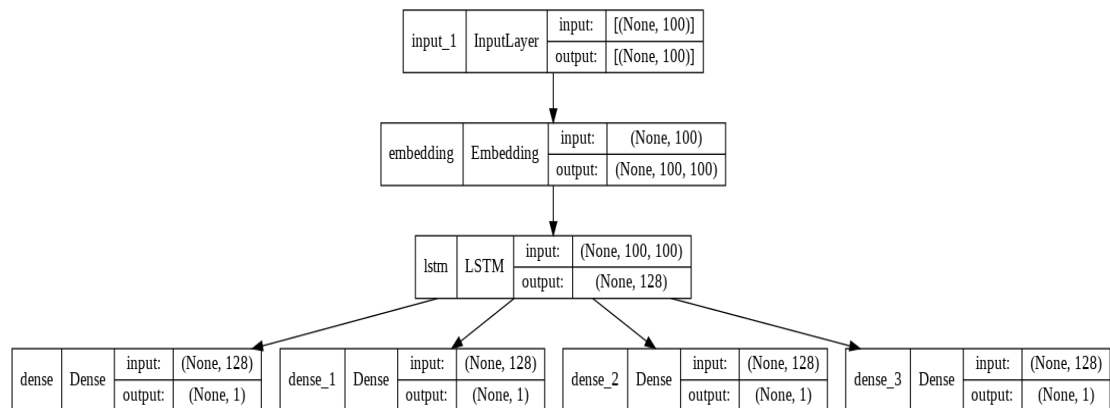 input_1 InputLayer input: [(None, 100)]
output: [(None, 100)]
embedding Embedding input: (None, 100)
output: (None, 100, 100)
lstm LSTM input: (None, 100, 100)
output: (None, 128)
dense Dense input: (None, 128)
output: (None, 1)
dense_1 Dense input: (None, 128)
output: (None, 1)
dense_2 Dense input: (None, 128)
output: (None, 1)
dense_3 Dense input: (None, 128)
output: (None, 1)